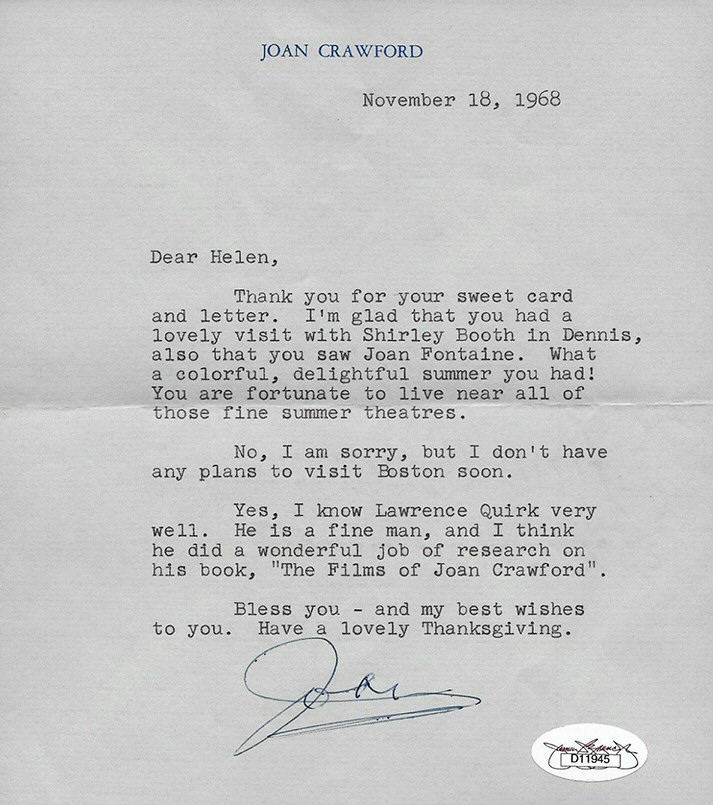 JOAN CRAWFORD
November 18, 1968
Dear Helen,
Thank you for your sweet card
and letter. I'm glad that you had a
lovely visit with Shirley Booth in Dennis,
also that you saw Joan Fontaine. What
a colorful, delightful summer you had!
You are fortunate to live near all of
those fine summer theatres.
No, I am sorry, but I don't have
any plans to visit Boston soon.
Yes, I know Lawrence Quirk very
well. He is a fine man, and I think
he did a wonderful job of research on
his book, "The Films of Joan Crawford".
Bless you - and my best wishes
to you. Have a lovely Thanksgiving.
Joan
D11945